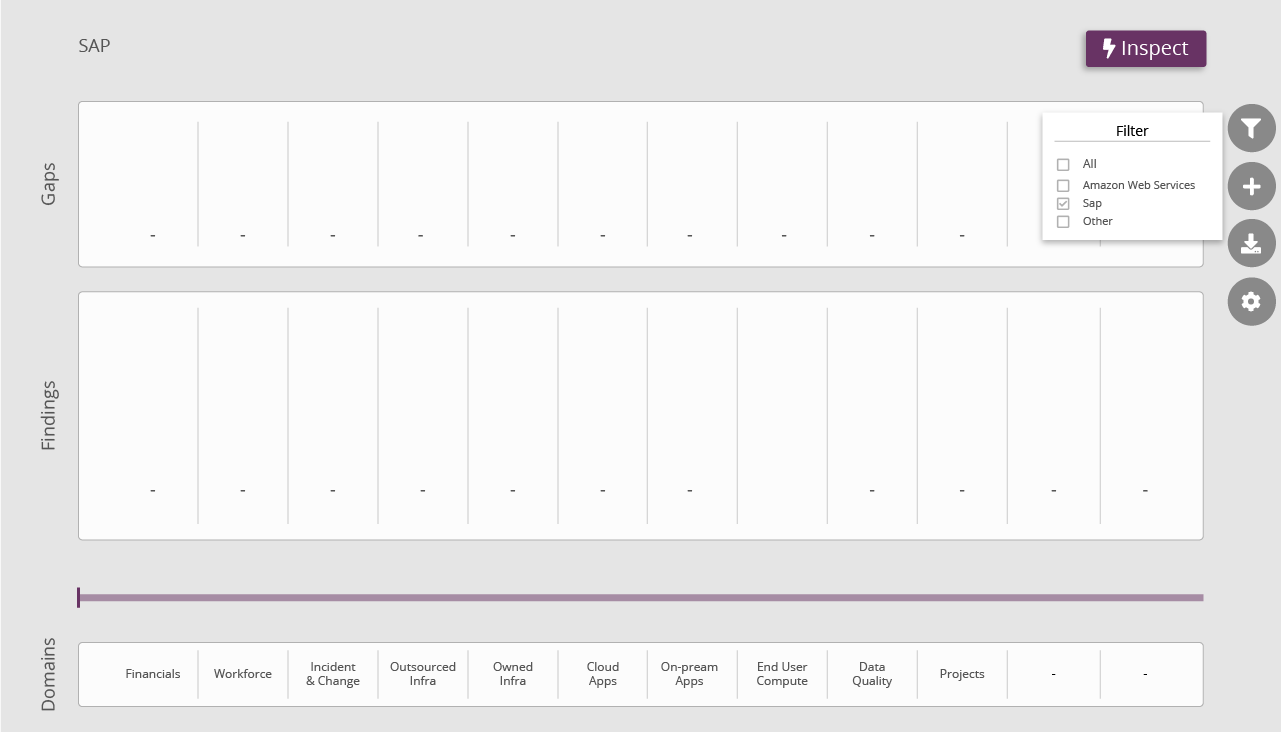 SAP
Inspect
Gaps
Filter
All
Amazon Web Services
Sap
Other
- - - - - - - - - -
Findings
- - - - - - - - - - -
Domains
Financials
Workforce
Incident
& Change
Outsourced
Infra
Owned
Infra
Cloud
Apps
On-pream
Apps
End User
Compute
Data
Quality
Projects
-
-